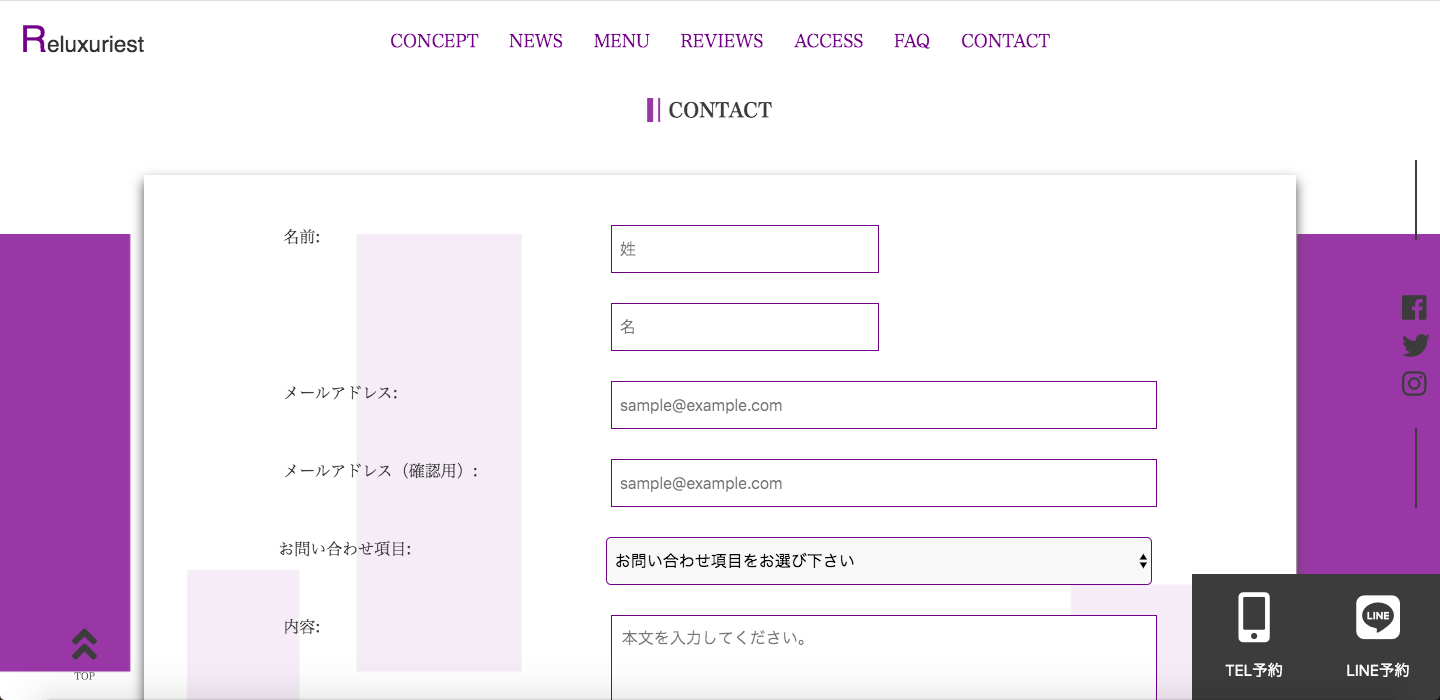 Reluxuriest
CONCEPT NEWS MENU REVIEWS ACCESS FAQ CONTACT
CONTACT
名前:
姓
名
メールアドレス:
sample@example.com
メールアドレス（確認用）:
sample@example.com
お問い合わせ項目:
お問い合わせ項目をお選び下さい
内容:
本文を入力してください。
TOP
LINE
TEL予約
LINE予約